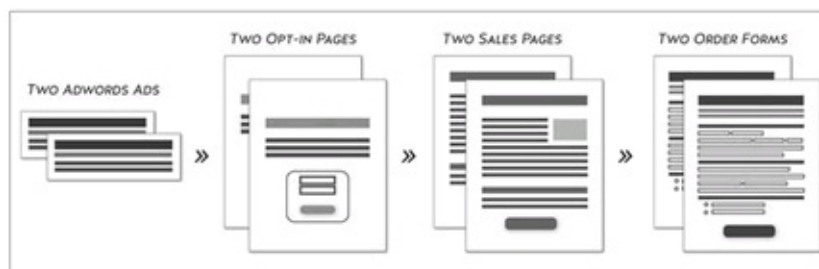 Two Adwords Ads
Two Opt-in Pages
Two Sales Pages
Two Order Forms
»
»
»